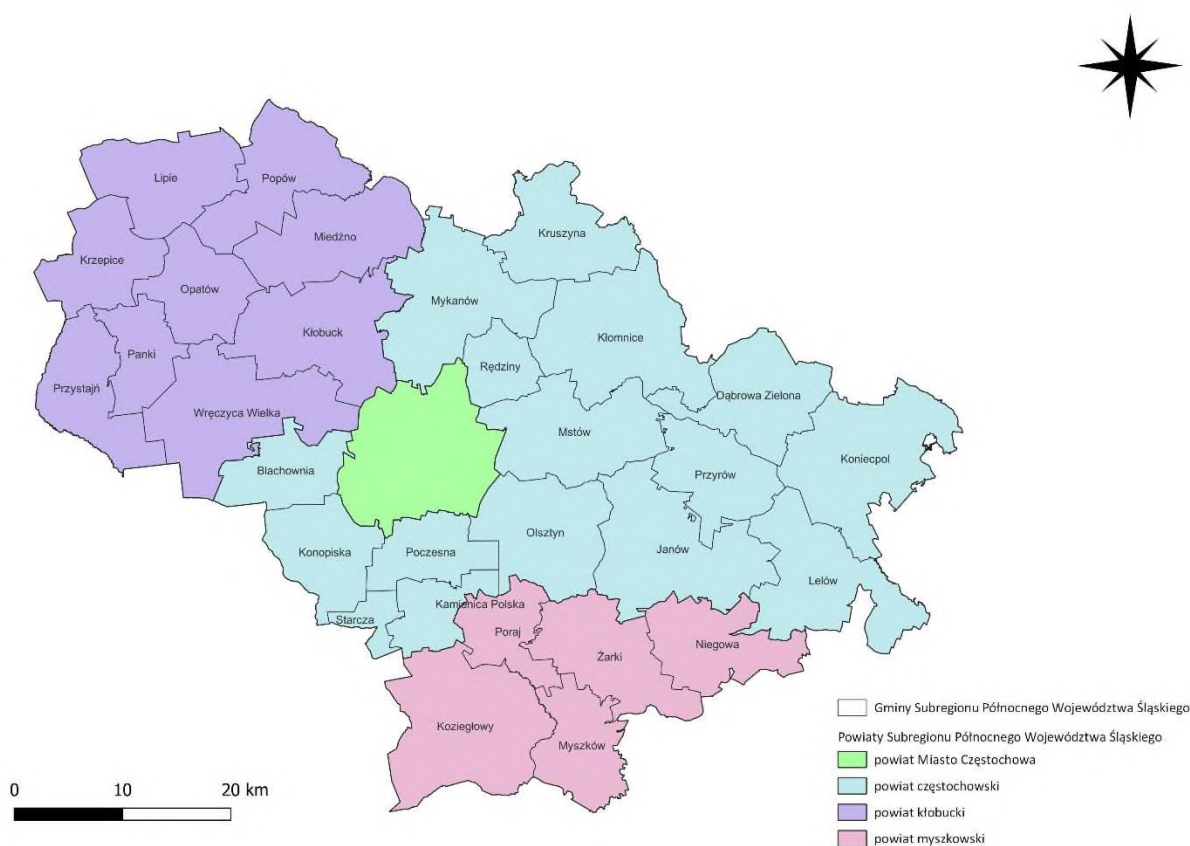 Lipie
Popów
Miedźno
Kruszyna
Krzepice
Opatów
Mykanów
Kłobuck
Kłomnice
Panki
Rędziny
Przystajń
Dąbrowa Zielona
Wręczyca Wielka
Mstów
Koniecpol
Blachownia
Przyrów
Olsztyn
Konopiska
Poczesna
Janów
Lelów
Kamienica Polska
Starcza
Poraj
Niegowa
Żarki
Koziegłowy
Myszków
Gminy Subregionu Północnego Województwa Śląskiego
Powiaty Subregionu Północnego Województwa Śląskiego
powiat Miasto Częstochowa
powiat częstochowski
powiat kłobucki
powiat myszkowski
0 10 20 km